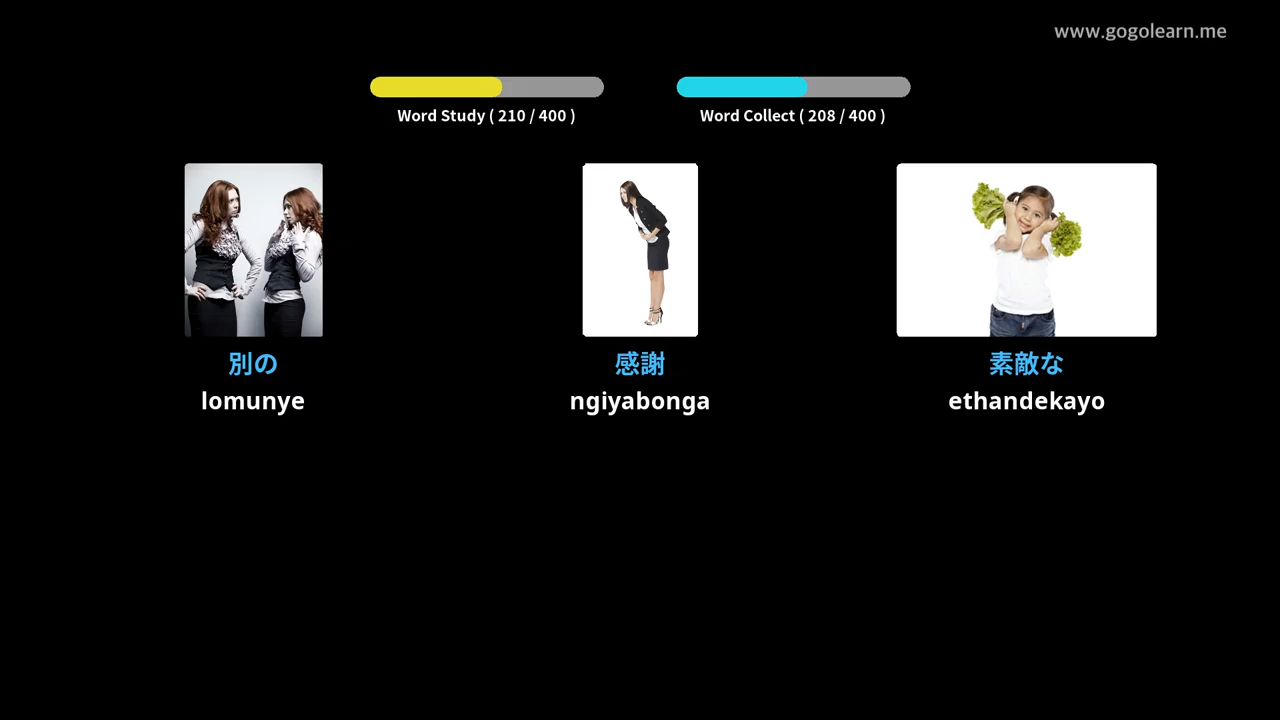 www.gogolearn.me
Word Study ( 210 / 400 )
Word Collect ( 208 / 400 )
別の
lomunye
感謝
ngiyabonga
素敵な
ethandekayo